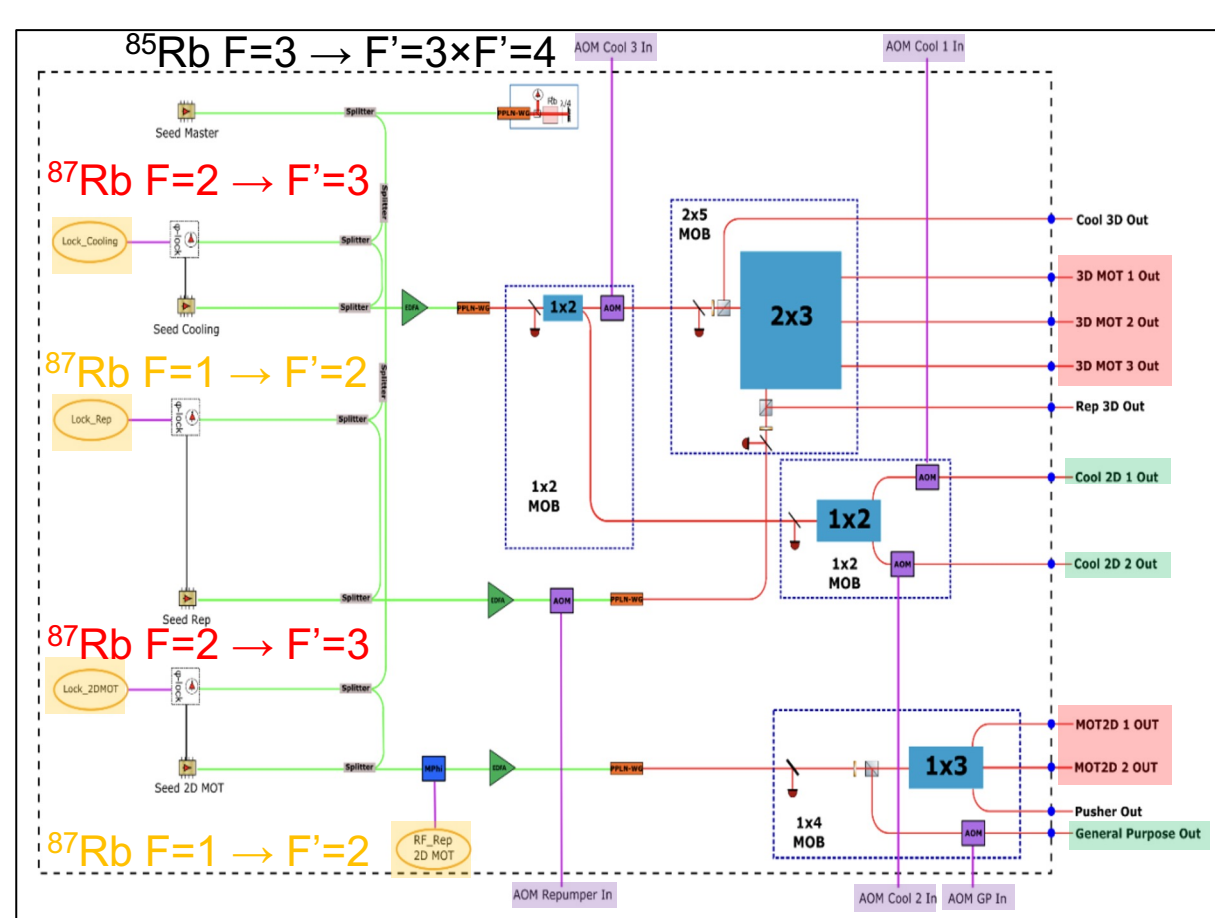 ⁸⁵Rb F=3 → F'=3×F'=4
AOM Cool 3 In
AOM Cool 1 In
Seed Master
Splitter
PPLN-WG
Rb
λ/4
⁸⁷Rb F=2 → F'=3
Splitter
Lock_Cooling
φ-lock
Splitter
Seed Cooling
Splitter
EDFA
PPLN-WG
1x2
AOM
1x2
MOB
2x5
MOB
2x3
Cool 3D Out
3D MOT 1 Out
3D MOT 2 Out
3D MOT 3 Out
Rep 3D Out
⁸⁷Rb F=1 → F'=2
Splitter
Lock_Rep
φ-lock
Splitter
1x2
AOM
AOM
1x2
MOB
Cool 2D 1 Out
Cool 2D 2 Out
Seed Rep
Splitter
EDFA
AOM
PPLN-WG
⁸⁷Rb F=2 → F'=3
Lock_2DMOT
φ-lock
Splitter
Seed 2D MOT
Splitter
MPhi
EDFA
PPLN-WG
1x3
AOM
1x4
MOB
MOT2D 1 OUT
MOT2D 2 OUT
Pusher Out
General Purpose Out
⁸⁷Rb F=1 → F'=2
RF_Rep
2D MOT
AOM Repumper In
AOM Cool 2 In
AOM GP In